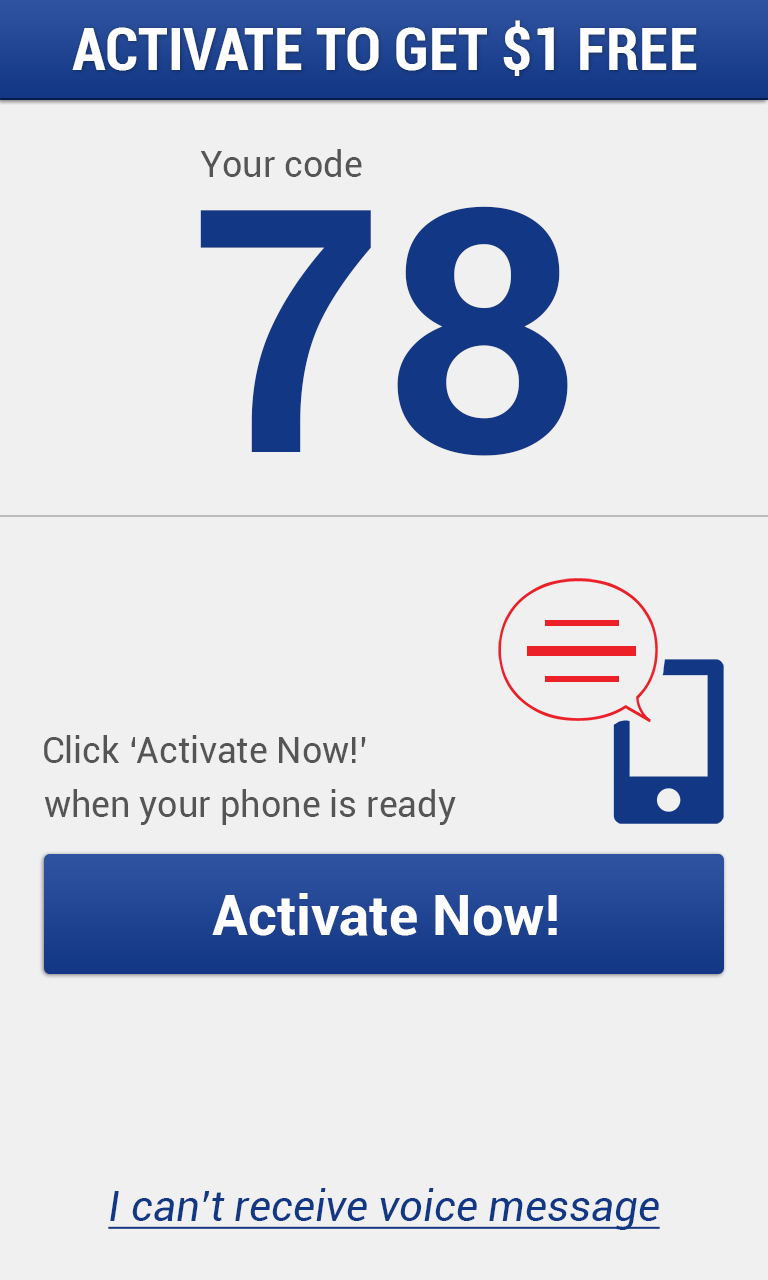 ACTIVATE TO GET $1 FREE
Your code
78
Click ‘Activate Now!’
when your phone is ready
Activate Now!
I can't receive voice message